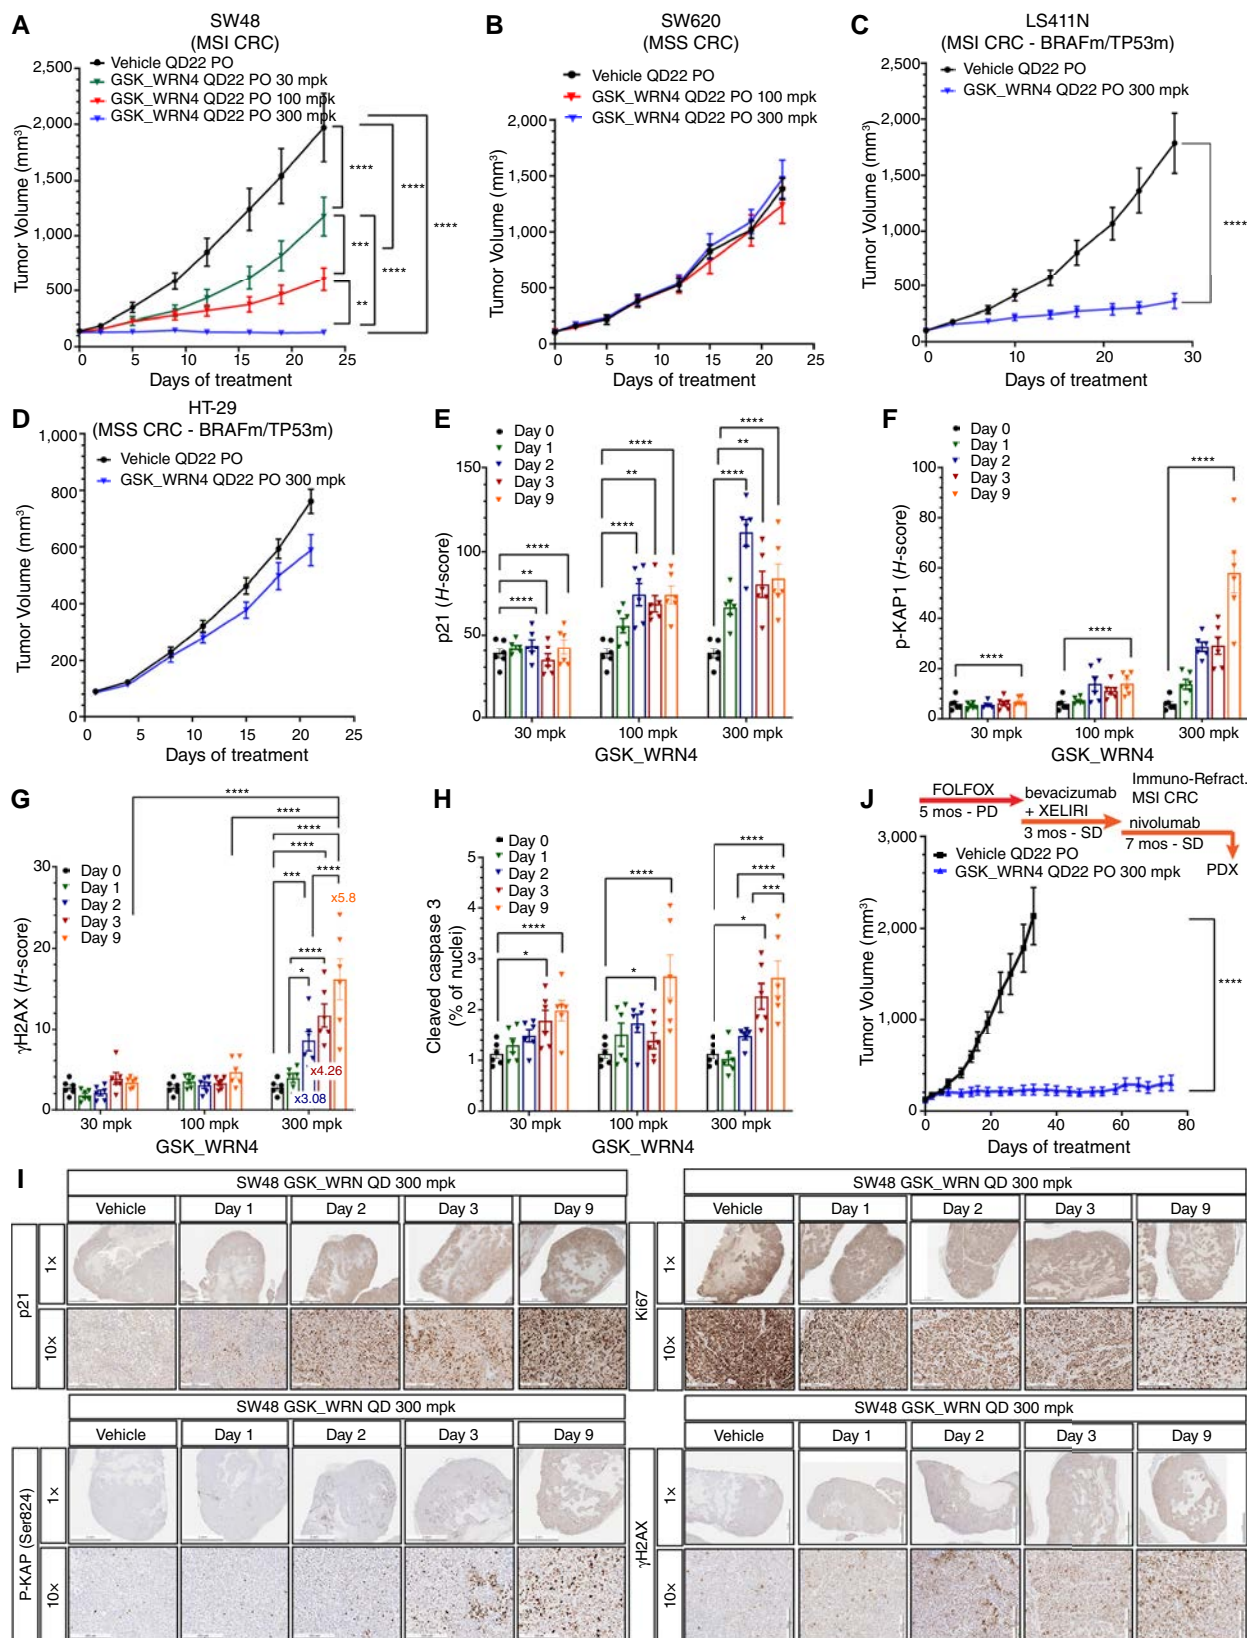 A
SW48
(MSI CRC)
Vehicle QD22 PO
GSK_WRN4 QD22 PO 30 mpk
GSK_WRN4 QD22 PO 100 mpk
GSK_WRN4 QD22 PO 300 mpk
Tumor Volume (mm³)
2,500
2,000
1,500
1,000
500
0
0 5 10 15 20 25
Days of treatment
****
****
****
***
****
**
B
SW620
(MSS CRC)
Vehicle QD22 PO
GSK_WRN4 QD22 PO 100 mpk
GSK_WRN4 QD22 PO 300 mpk
Tumor Volume (mm³)
2,000
1,500
1,000
500
0
0 5 10 15 20 25
Days of treatment
C
LS411N
(MSI CRC - BRAFm/TP53m)
Vehicle QD22 PO
GSK_WRN4 QD22 PO 300 mpk
Tumor Volume (mm³)
2,500
2,000
1,500
1,000
500
0
0 10 20 30
Days of treatment
****
D
HT-29
(MSS CRC - BRAFm/TP53m)
Vehicle QD22 PO
GSK_WRN4 QD22 PO 300 mpk
Tumor Volume (mm³)
1,000
800
600
400
200
0
0 5 10 15 20 25
Days of treatment
E
Day 0
Day 1
Day 2
Day 3
Day 9
p21 (H-score)
150
100
50
0
****
**
****
****
**
****
****
**
****
30 mpk 100 mpk 300 mpk
GSK_WRN4
F
Day 0
Day 1
Day 2
Day 3
Day 9
p-KAP1 (H-score)
100
80
60
40
20
0
****
****
****
30 mpk 100 mpk 300 mpk
GSK_WRN4
G
Day 0
Day 1
Day 2
Day 3
Day 9
γH2AX (H-score)
30
20
10
0
****
****
****
****
***
****
****
*
x5.8
x4.26
x3.08
30 mpk 100 mpk 300 mpk
GSK_WRN4
H
Day 0
Day 1
Day 2
Day 3
Day 9
Cleaved caspase 3
(% of nuclei)
5
4
3
2
1
0
****
*
****
*
****
****
***
*
30 mpk 100 mpk 300 mpk
GSK_WRN4
J
FOLFOX
5 mos - PD
bevacizumab
+ XELIRI
3 mos - SD
Immuno-Refract.
MSI CRC
nivolumab
7 mos - SD
PDX
Vehicle QD22 PO
GSK_WRN4 QD22 PO 300 mpk
Tumor Volume (mm³)
3,000
2,000
1,000
0
0 20 40 60 80
Days of treatment
****
I
SW48 GSK_WRN QD 300 mpk
Vehicle Day 1 Day 2 Day 3 Day 9
p21
1×
10×
SW48 GSK_WRN QD 300 mpk
Vehicle Day 1 Day 2 Day 3 Day 9
Ki67
1×
10×
SW48 GSK_WRN QD 300 mpk
Vehicle Day 1 Day 2 Day 3 Day 9
P-KAP (Ser824)
1×
10×
SW48 GSK_WRN QD 300 mpk
Vehicle Day 1 Day 2 Day 3 Day 9
γH2AX
1×
10×